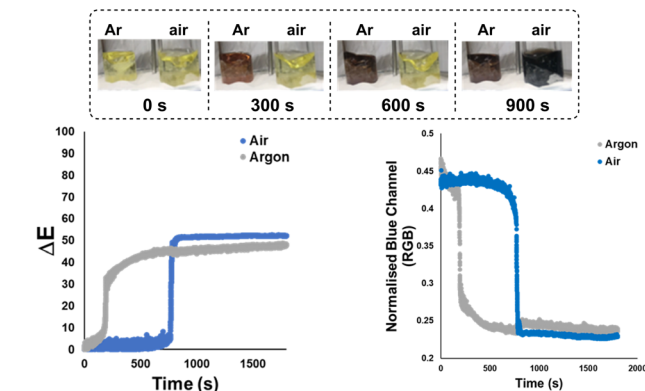 Ar air Ar air Ar air Ar air
0 s 300 s 600 s 900 s
100
90
80
70
60
50
40
30
20
10
0
ΔE
Air
Argon
0 500 1000 1500
Time (s)
0.5
0.45
0.4
0.35
0.3
0.25
0.2
Normalised Blue Channel
(RGB)
Argon
Air
0 500 1000 1500 2000
Time (s)